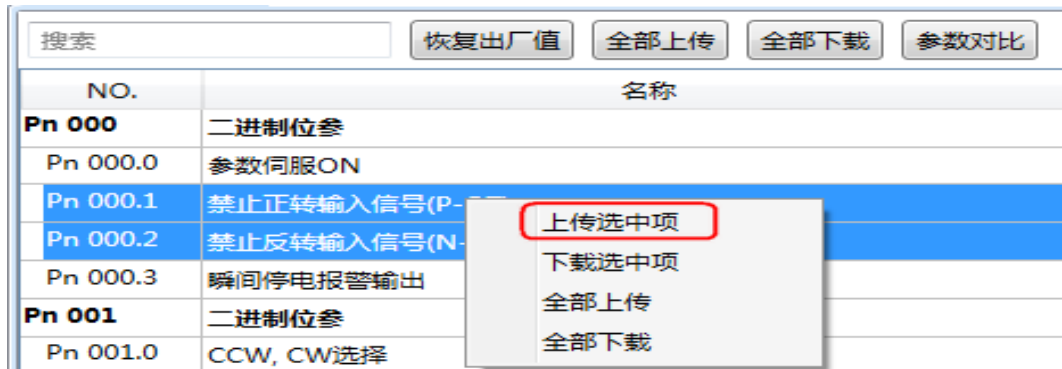 搜索 恢复出厂值 全部上传 全部下载 参数对比
NO. 名称
Pn 000 二进制位参
Pn 000.0 参数伺服ON
Pn 000.1 禁止正转输入信号(P-
上传选中项
Pn 000.2 禁止反转输入信号(N-
下载选中项
Pn 000.3 瞬间停电报警输出
全部上传
Pn 001 二进制位参
全部下载
Pn 001.0 CCW, CW选择